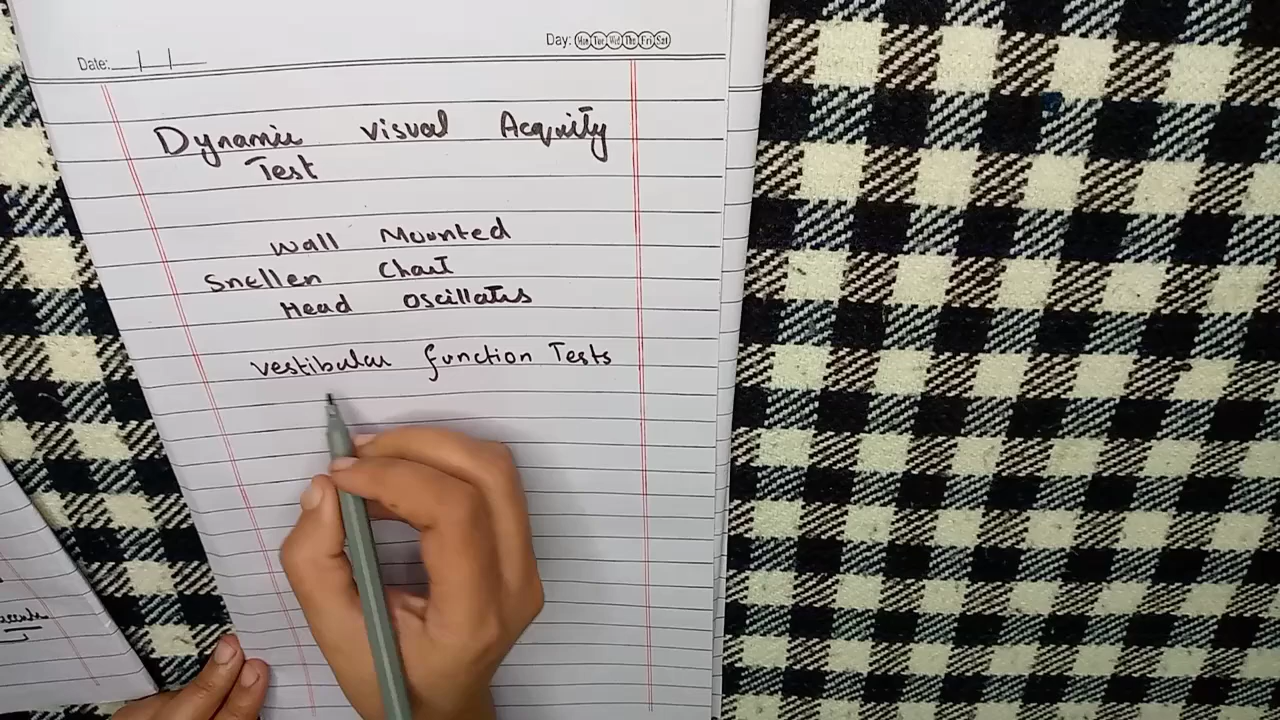 Day: Mon Tue Wed Thu Fri Sat
Date:
Dynamic visual Acquity
Test
Wall Mounted
Snellen Chart
Head Oscillates
vestibular function Tests